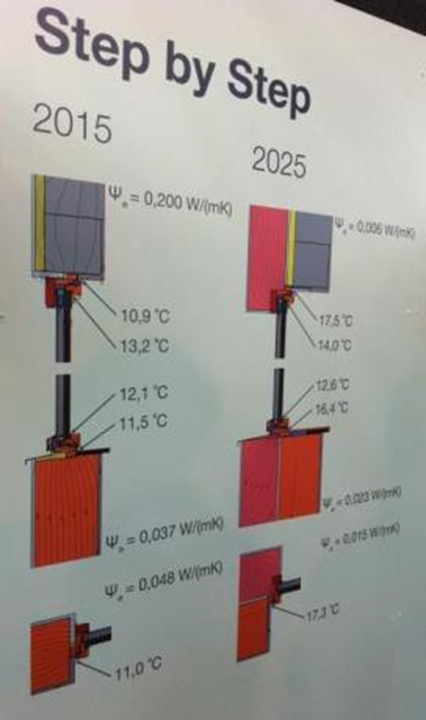 Step by Step
2015
2025
Ψe = 0,200 W/(mK)
10,9 °C
13,2 °C
12,1 °C
11,5 °C
Ψe = 0,037 W/(mK)
Ψe = 0,048 W/(mK)
11,0 °C
Ψe = 0,006 W/(mK)
17,5 °C
14,0 °C
12,6 °C
16,4 °C
Ψe = 0,023 W/(mK)
Ψe = 0,015 W/(mK)
17,3 °C